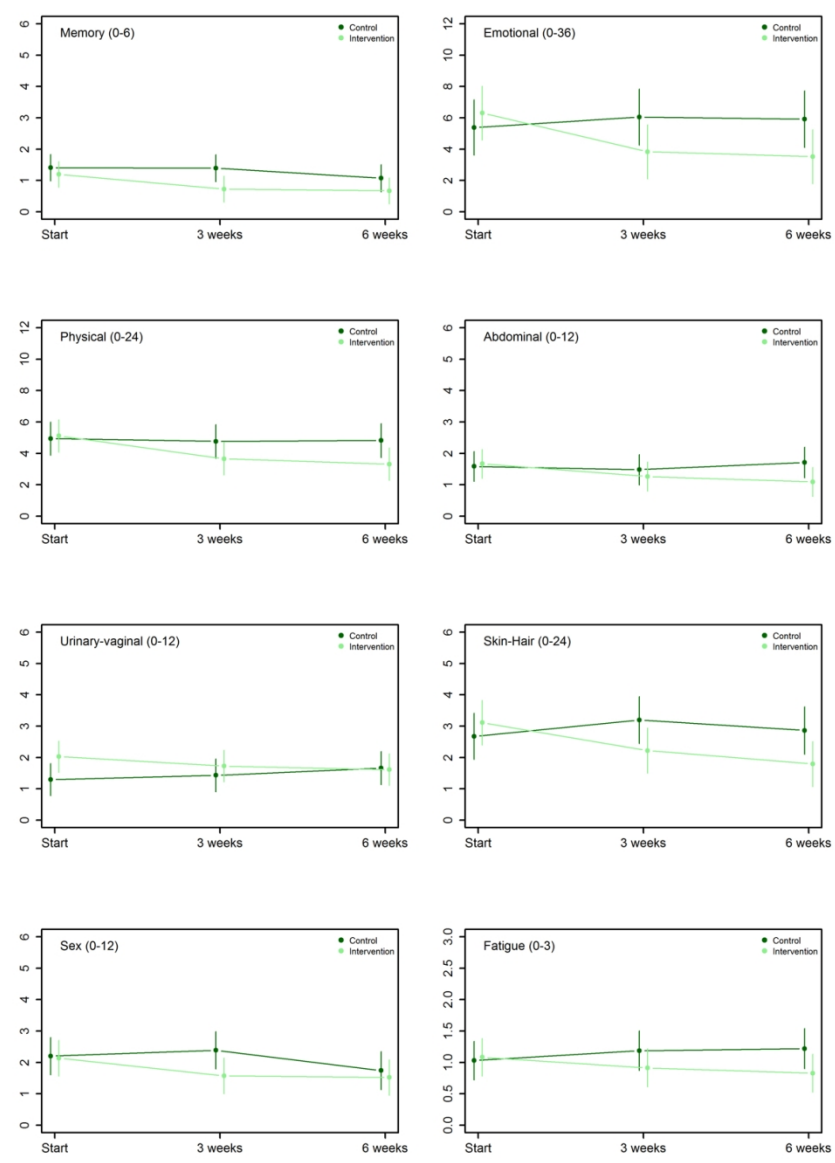 Memory (0-6)
Control
Intervention
6
5
4
3
2
1
0
Start 3 weeks 6 weeks
Emotional (0-36)
Control
Intervention
12
10
8
6
4
2
0
Start 3 weeks 6 weeks
Physical (0-24)
Control
Intervention
12
10
8
6
4
2
0
Start 3 weeks 6 weeks
Abdominal (0-12)
Control
Intervention
6
5
4
3
2
1
0
Start 3 weeks 6 weeks
Urinary-vaginal (0-12)
Control
Intervention
6
5
4
3
2
1
0
Start 3 weeks 6 weeks
Skin-Hair (0-24)
Control
Intervention
6
5
4
3
2
1
0
Start 3 weeks 6 weeks
Sex (0-12)
Control
Intervention
6
5
4
3
2
1
0
Start 3 weeks 6 weeks
Fatigue (0-3)
Control
Intervention
3.0
2.5
2.0
1.5
1.0
0.5
0.0
Start 3 weeks 6 weeks